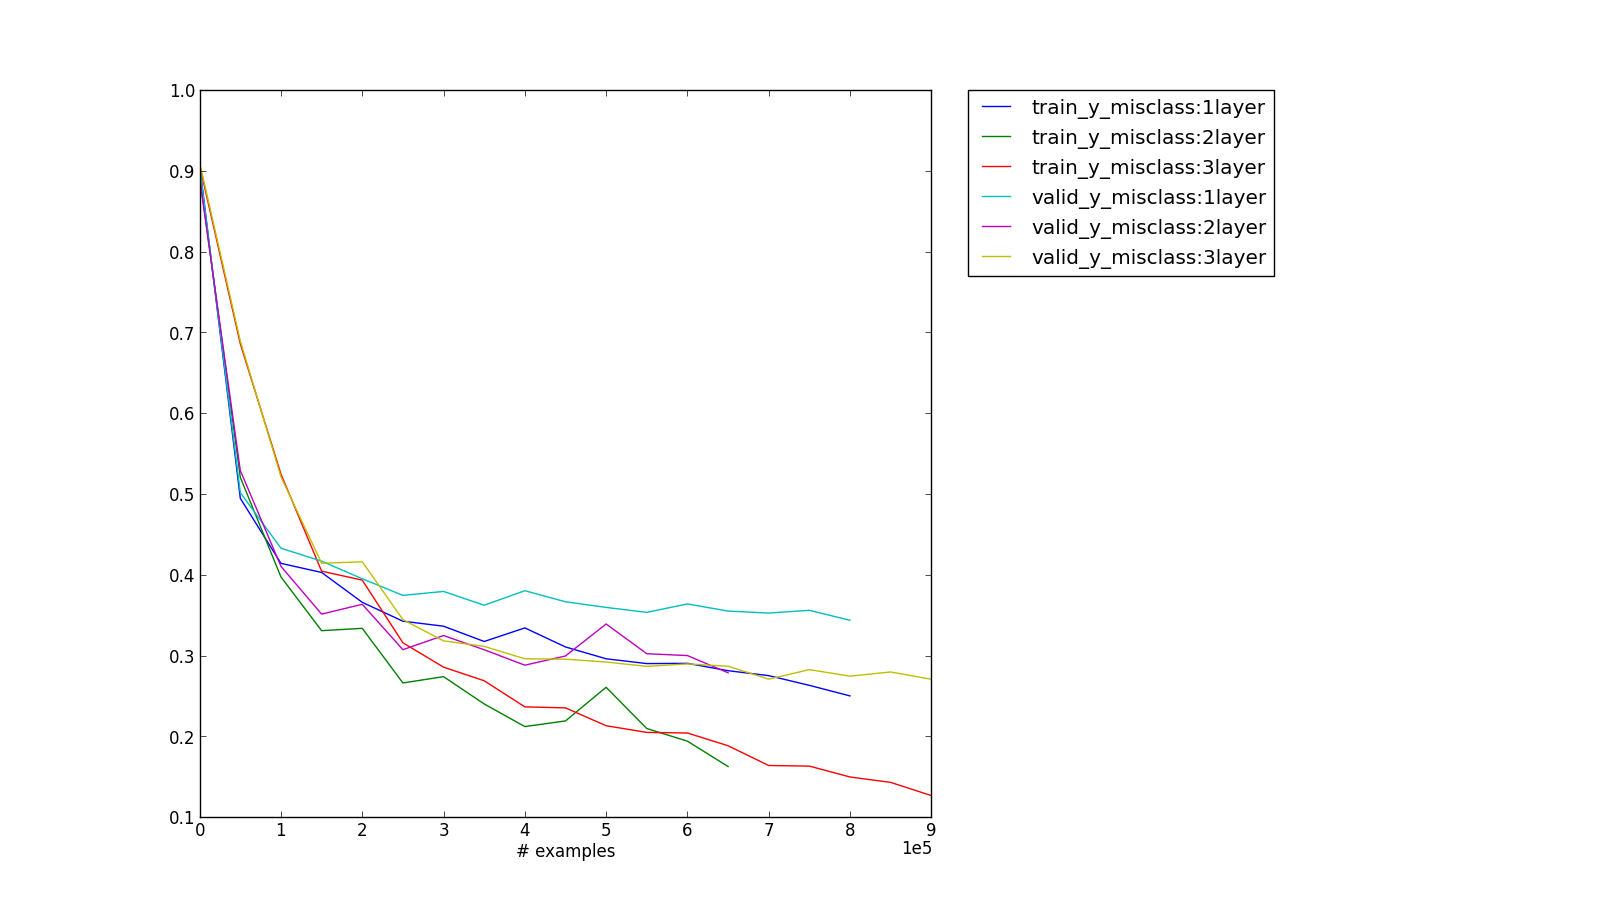 1.0
0.9
0.8
0.7
0.6
0.5
0.4
0.3
0.2
0.1
0 1 2 3 4 5 6 7 8 9
# examples
1e5
train_y_misclass:1layer
train_y_misclass:2layer
train_y_misclass:3layer
valid_y_misclass:1layer
valid_y_misclass:2layer
valid_y_misclass:3layer